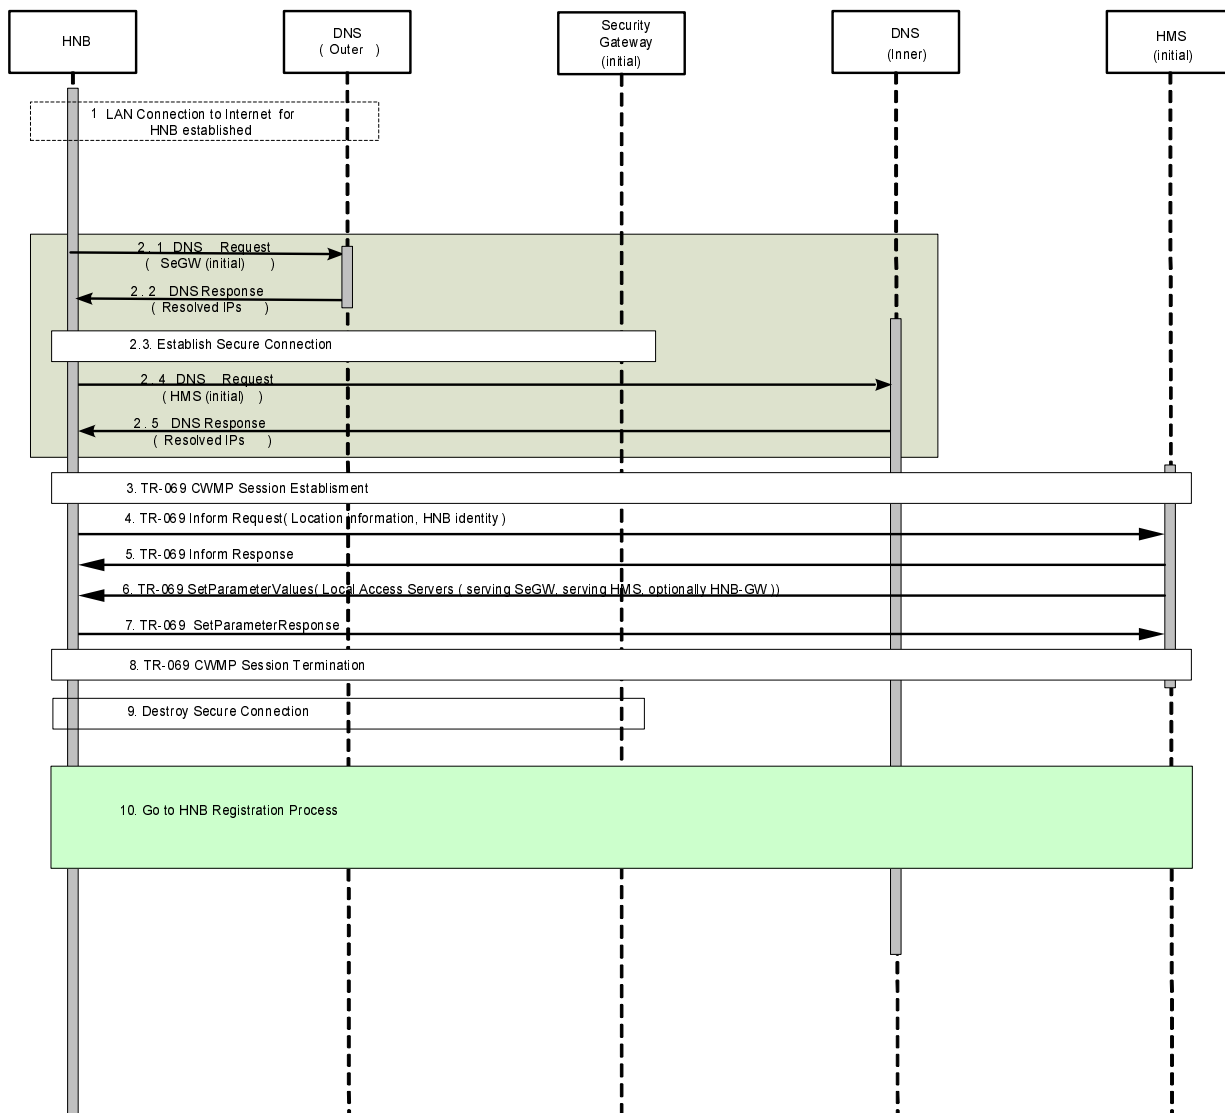 HNB
DNS
( Outer )
Security
Gateway
(initial)
DNS
(Inner)
HMS
(initial)
1 LAN Connection to Internet for
HNB established
2 . 1 DNS Request
( SeGW (initial) )
2 . 2 DNS Response
( Resolved IPs )
2.3. Establish Secure Connection
2 . 4 DNS Request
( HMS (initial) )
2 . 5 DNS Response
( Resolved IPs )
3. TR-069 CWMP Session Establisment
4. TR-069 Inform Request( Location information, HNB identity )
5. TR-069 Inform Response
6. TR-069 SetParameterValues( Local Access Servers ( serving SeGW, serving HMS, optionally HNB-GW ))
7. TR-069 SetParameterResponse
8. TR-069 CWMP Session Termination
9. Destroy Secure Connection
10. Go to HNB Registration Process